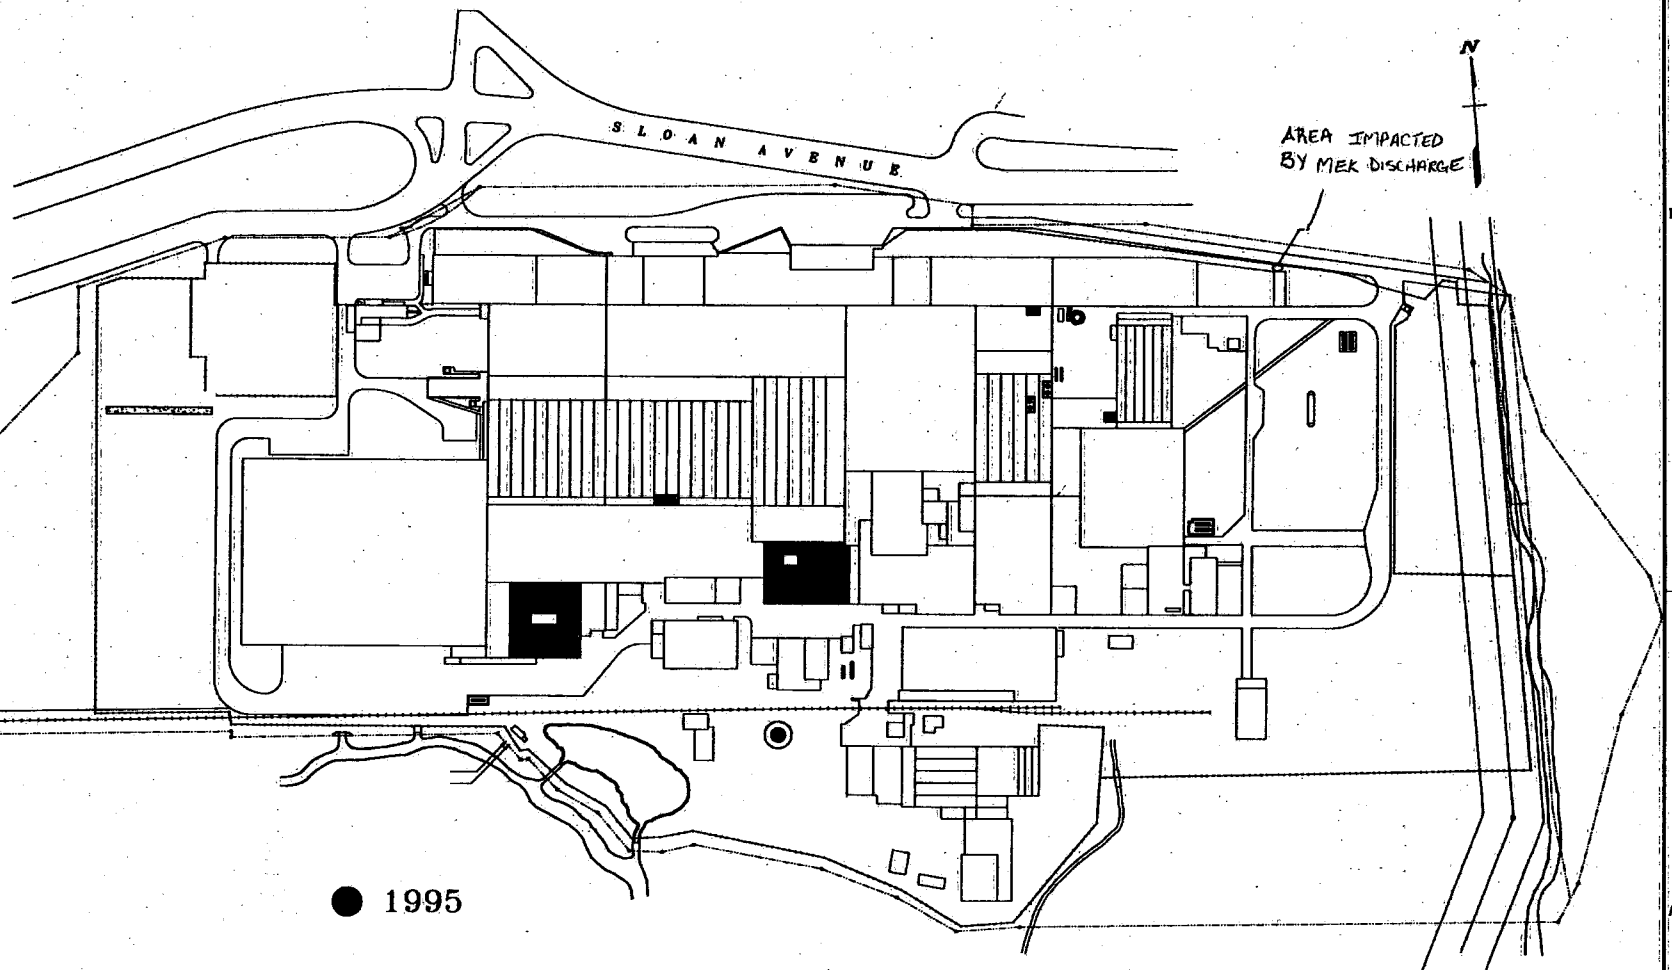 N
SLOAN AVENUE
AREA IMPACTED
BY MEK DISCHARGE
1995